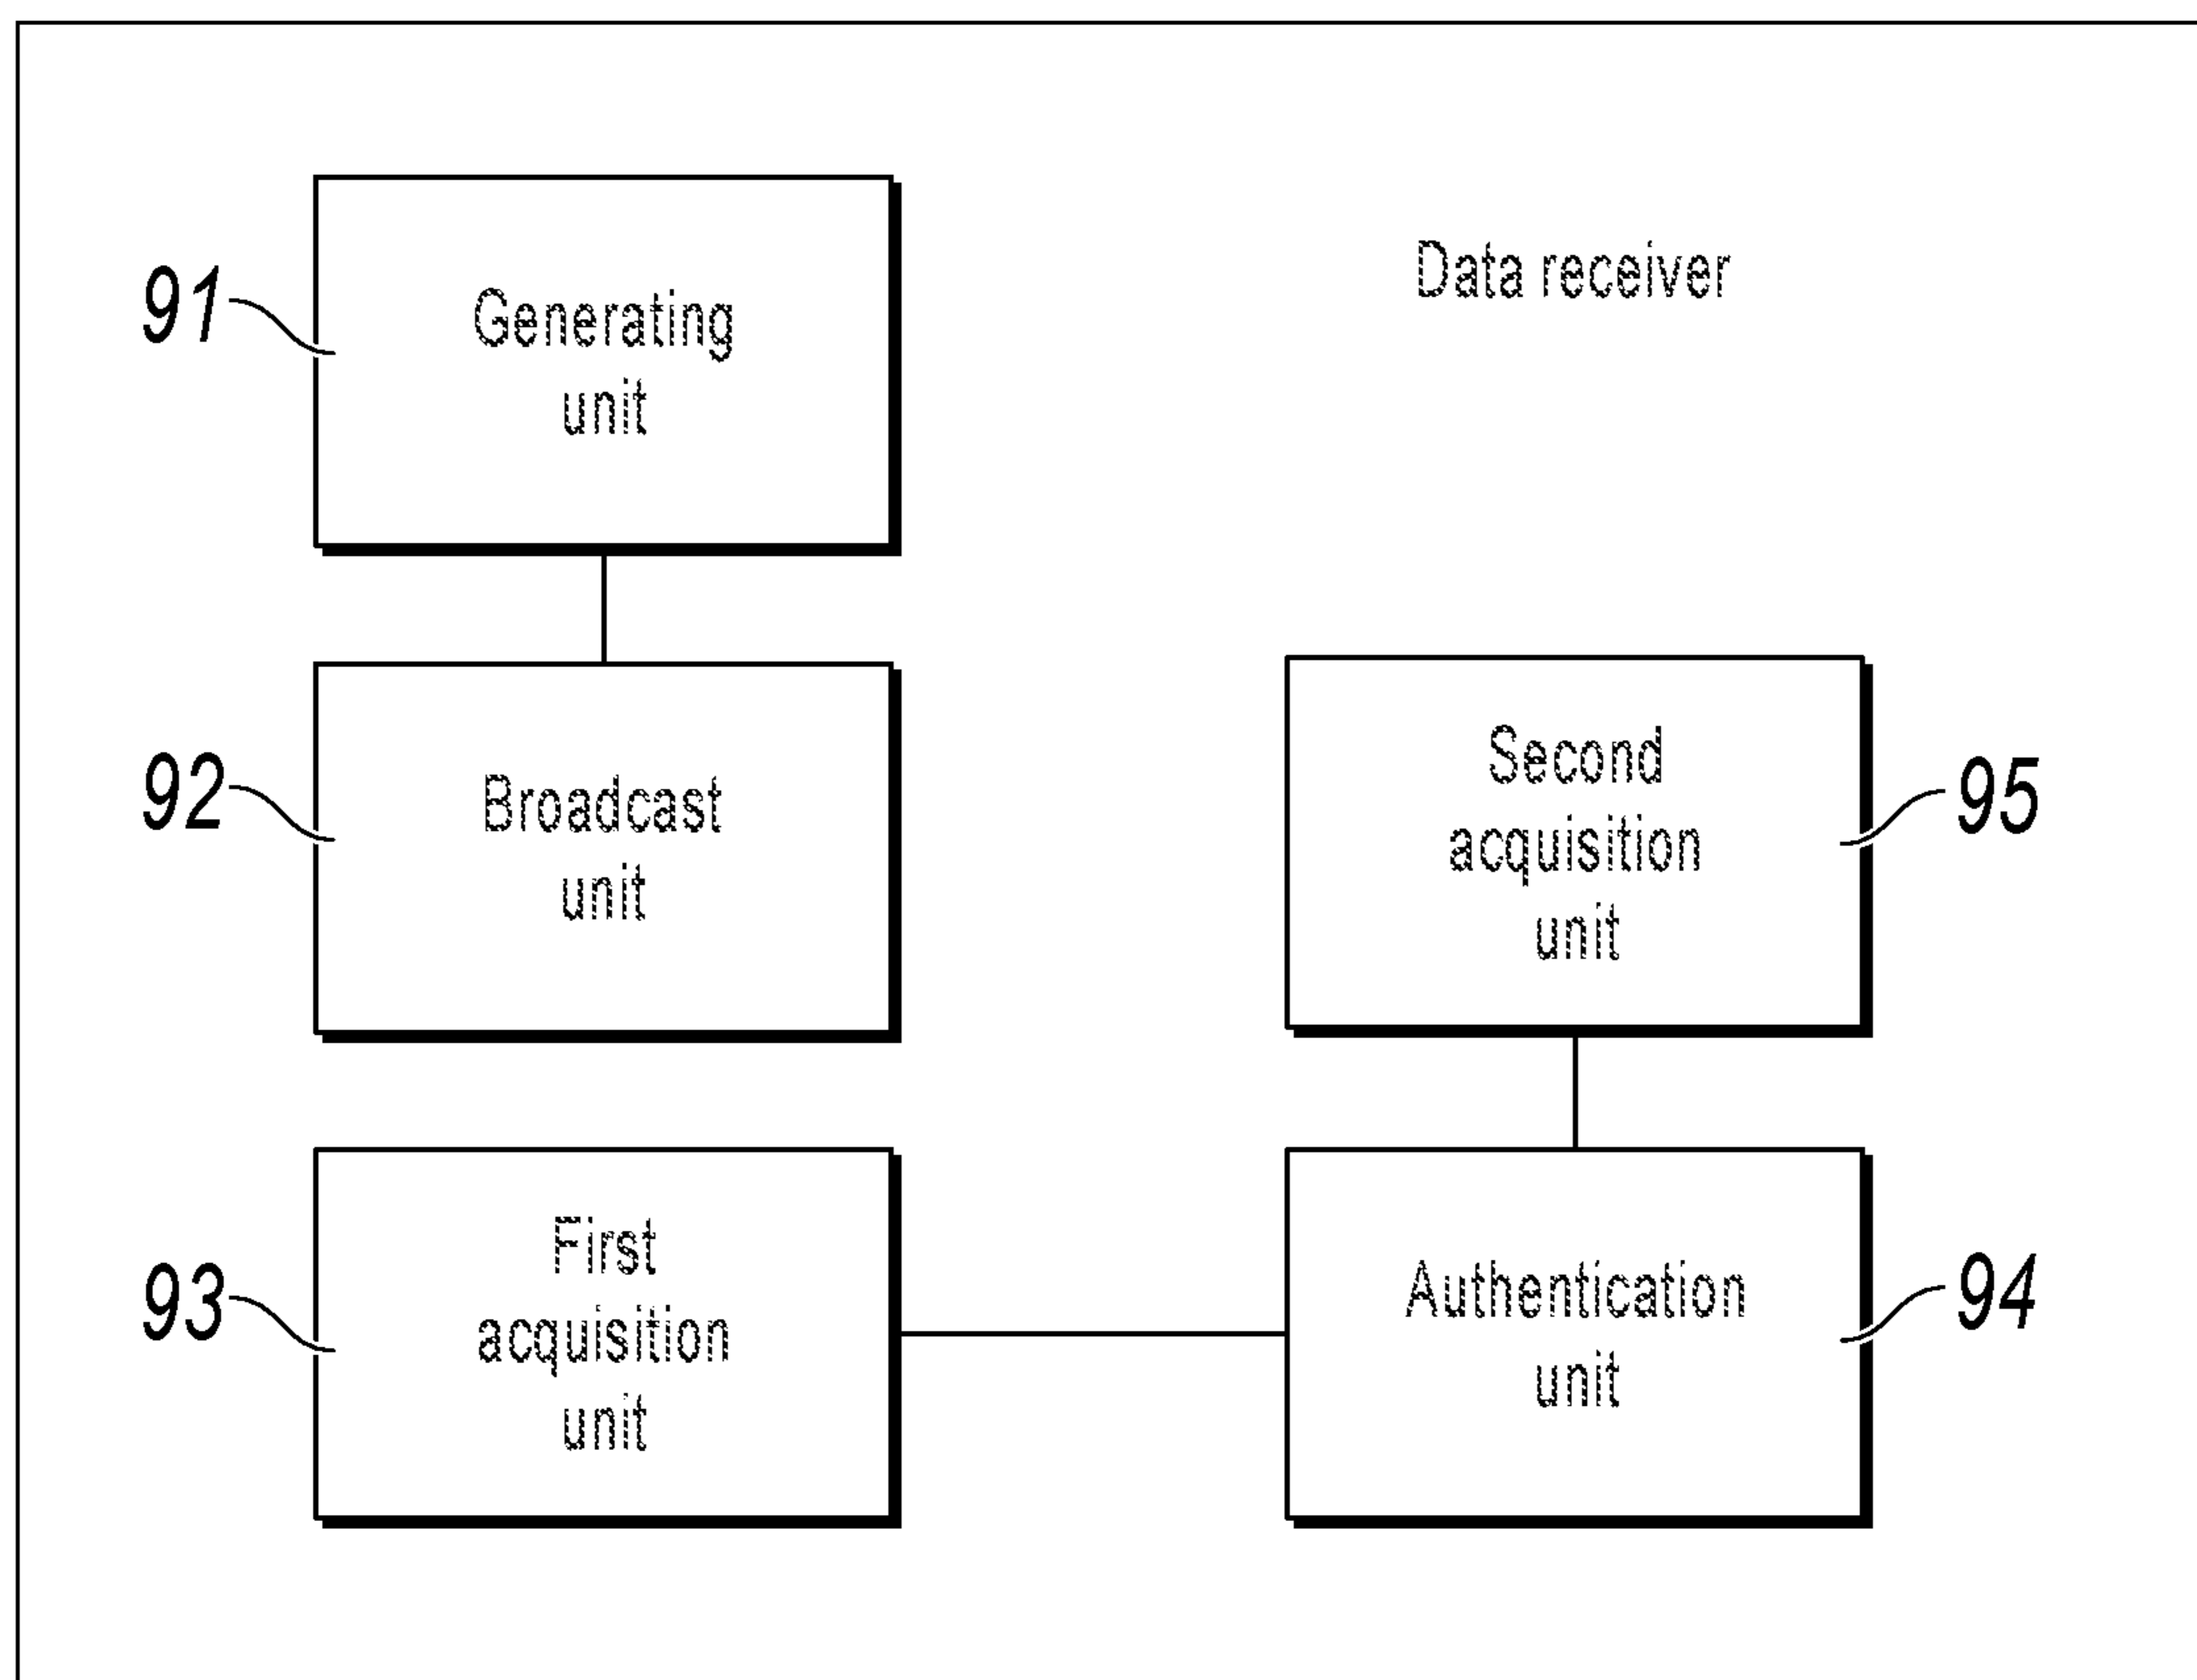 Data receiver
91
Generating
unit
92
Broadcast
unit
93
First
acquisition
unit
Second
acquisition
unit
95
Authentication
unit
94